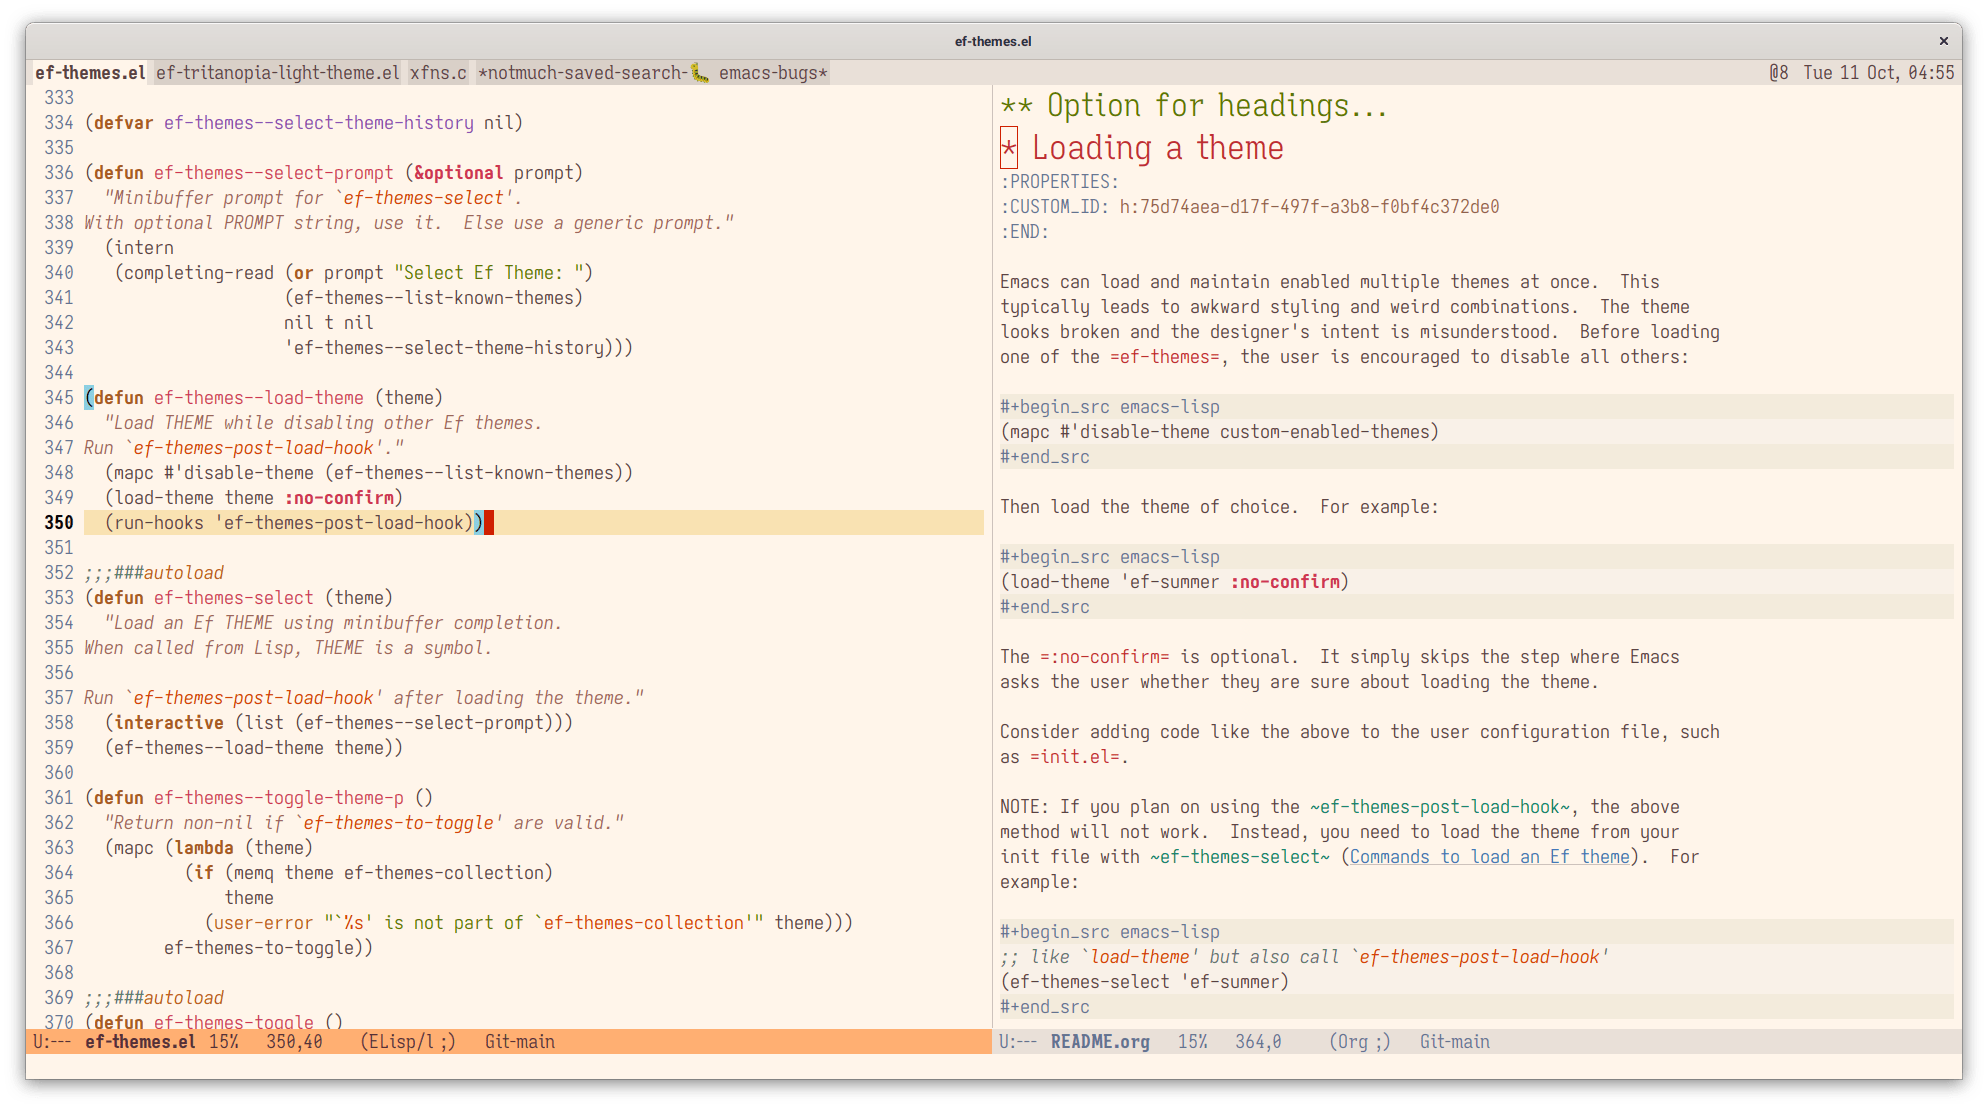 ef-themes.el
×
ef-themes.el ef-tritanopia-light-theme.el xfns.c *notmuch-saved-search-🐛 emacs-bugs* @8 Tue 11 Oct, 04:55
333
334 (defvar ef-themes--select-theme-history nil)
335
336 (defun ef-themes--select-prompt (&optional prompt)
337   "Minibuffer prompt for `ef-themes-select'.
338 With optional PROMPT string, use it.  Else use a generic prompt."
339   (intern
340    (completing-read (or prompt "Select Ef Theme: ")
341                     (ef-themes--list-known-themes)
342                     nil t nil
343                     'ef-themes--select-theme-history)))
344
345 (defun ef-themes--load-theme (theme)
346   "Load THEME while disabling other Ef themes.
347 Run `ef-themes-post-load-hook'."
348   (mapc #'disable-theme (ef-themes--list-known-themes))
349   (load-theme theme :no-confirm)
350   (run-hooks 'ef-themes-post-load-hook))
351
352 ;;;###autoload
353 (defun ef-themes-select (theme)
354   "Load an Ef THEME using minibuffer completion.
355 When called from Lisp, THEME is a symbol.
356
357 Run `ef-themes-post-load-hook' after loading the theme."
358   (interactive (list (ef-themes--select-prompt)))
359   (ef-themes--load-theme theme))
360
361 (defun ef-themes--toggle-theme-p ()
362   "Return non-nil if `ef-themes-to-toggle' are valid."
363   (mapc (lambda (theme)
364           (if (memq theme ef-themes-collection)
365               theme
366             (user-error "`%s' is not part of `ef-themes-collection'" theme)))
367         ef-themes-to-toggle))
368
369 ;;;###autoload
370 (defun ef-themes-toggle ()
U:--- ef-themes.el 15% 350,40 (ELisp/l ;) Git-main
** Option for headings...
* Loading a theme
:PROPERTIES:
:CUSTOM_ID: h:75d74aea-d17f-497f-a3b8-f0bf4c372de0
:END:
Emacs can load and maintain enabled multiple themes at once.  This
typically leads to awkward styling and weird combinations.  The theme
looks broken and the designer's intent is misunderstood.  Before loading
one of the =ef-themes=, the user is encouraged to disable all others:
#+begin_src emacs-lisp
(mapc #'disable-theme custom-enabled-themes)
#+end_src
Then load the theme of choice.  For example:
#+begin_src emacs-lisp
(load-theme 'ef-summer :no-confirm)
#+end_src
The =:no-confirm= is optional.  It simply skips the step where Emacs
asks the user whether they are sure about loading the theme.
Consider adding code like the above to the user configuration file, such
as =init.el=.
NOTE: If you plan on using the ~ef-themes-post-load-hook~, the above
method will not work.  Instead, you need to load the theme from your
init file with ~ef-themes-select~ (Commands to load an Ef theme).  For
example:
#+begin_src emacs-lisp
;; like `load-theme' but also call `ef-themes-post-load-hook'
(ef-themes-select 'ef-summer)
#+end_src
U:--- README.org 15% 364,0 (Org ;) Git-main